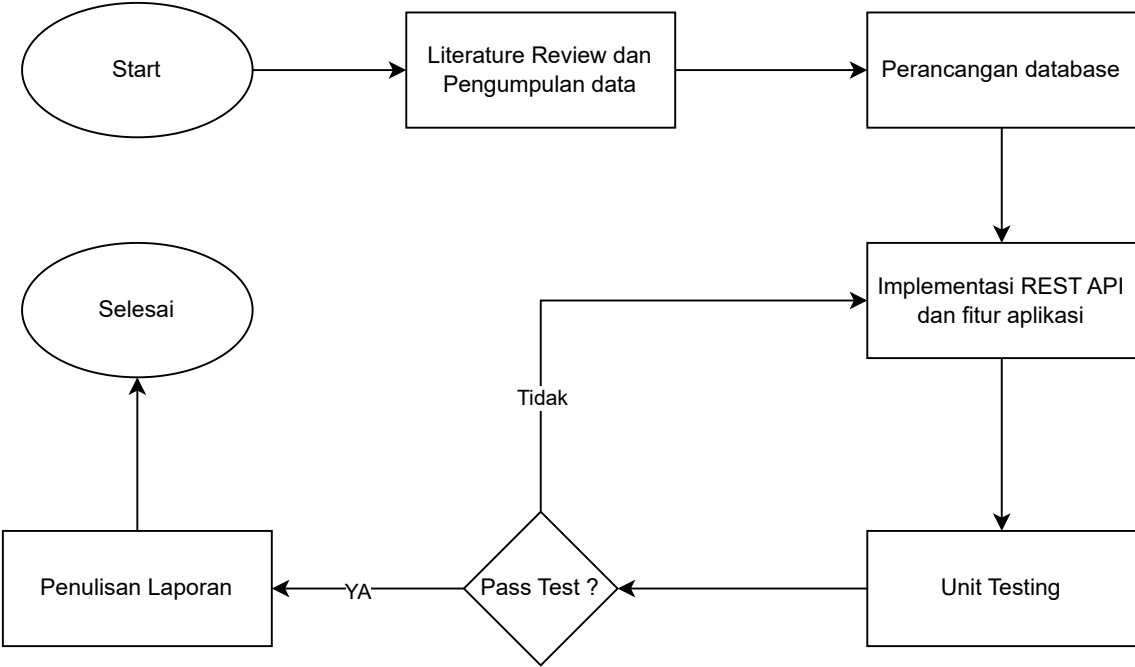 Start
Literature Review dan
Pengumpulan data
Perancangan database
Selesai
Implementasi REST API
dan fitur aplikasi
Tidak
Penulisan Laporan
YA
Pass Test ?
Unit Testing